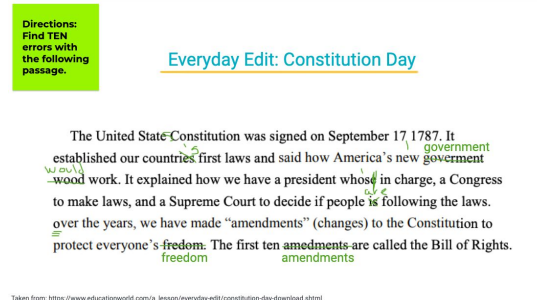 Directions:
Find TEN
errors with
the following
passage.
Everyday Edit: Constitution Day
The United State Constitution was signed on September 17 1787. It
government
established our countries first laws and said how America's new goverment
would
wood work. It explained how we have a president whose in charge, a Congress
are
to make laws, and a Supreme Court to decide if people is following the laws.
over the years, we have made “amendments” (changes) to the Constitution to
protect everyone's fredom. The first ten amedments are called the Bill of Rights.
freedom amendments
Taken from: https://www.educationworld.com/a_lesson/everyday-edit/constitution-day-download.shtml